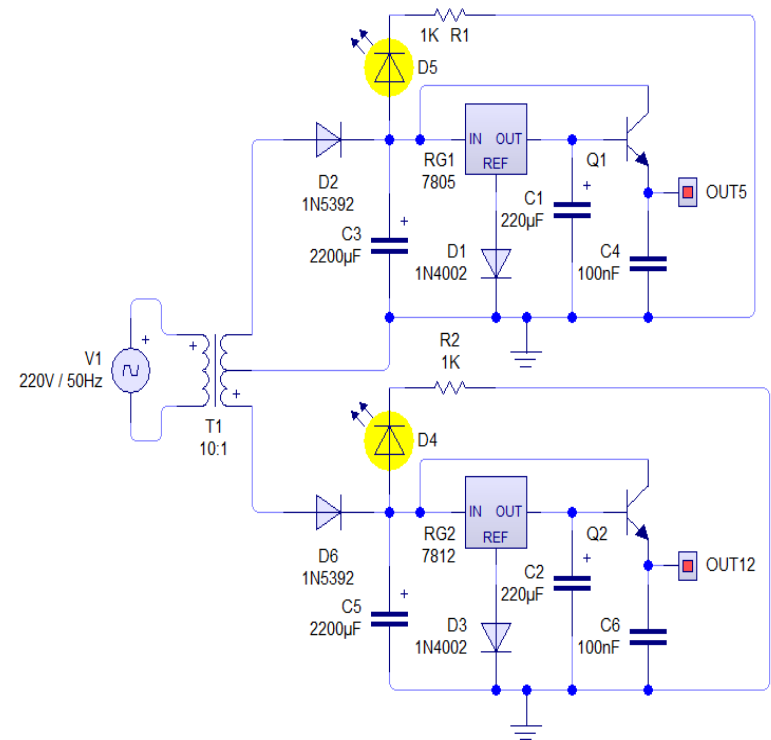 1K R1
D5
IN OUT
REF
RG1
7805
Q1
D2
1N5392
C1
220µF
OUT5
C3
2200µF
D1
1N4002
C4
100nF
+
+
R2
1K
V1
220V / 50Hz
+
+
+
T1
10:1
D4
IN OUT
REF
RG2
7812
Q2
D6
1N5392
C2
220µF
OUT12
C5
2200µF
D3
1N4002
C6
100nF
+
+